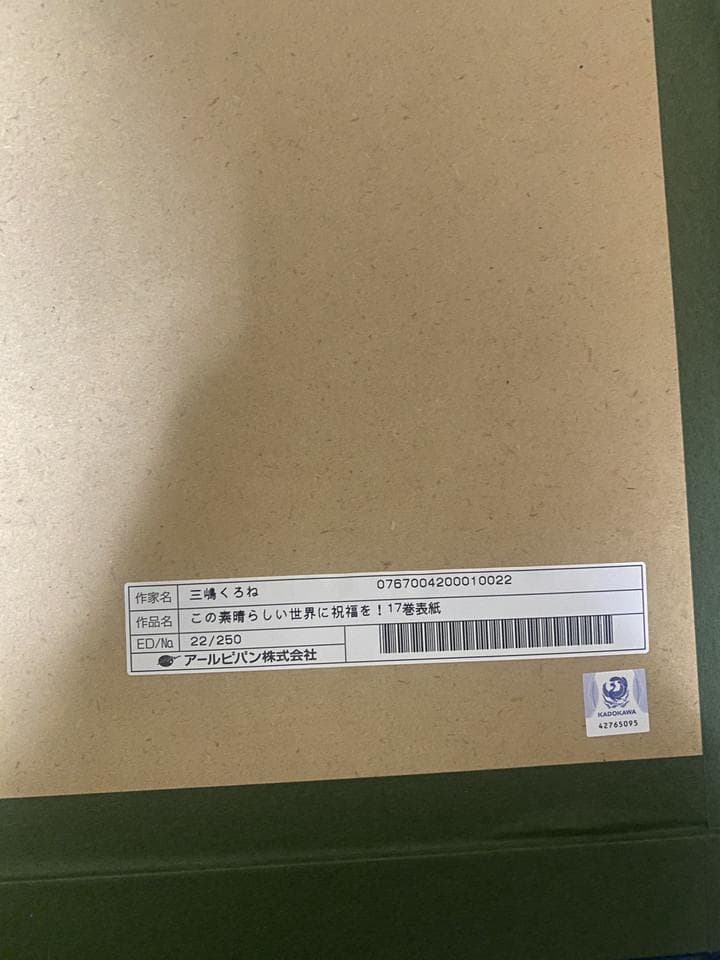 作家名 三嶋くろね 0767004200010022
作品名 この素晴らしい世界に祝福を!17巻表紙
ED/No. 22/250
アールビバン株式会社
KADOKAWA
42765095